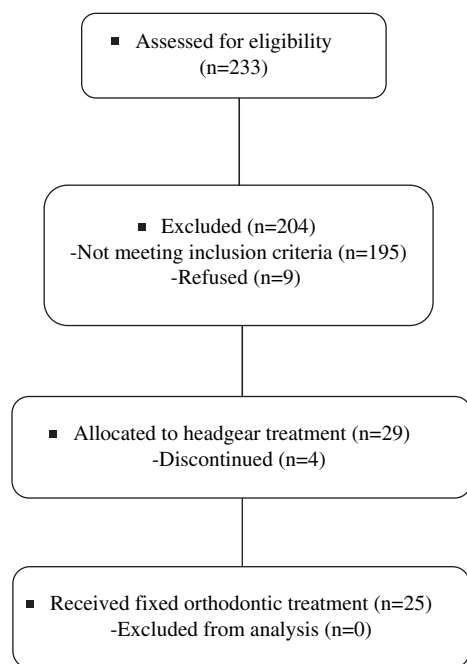 ▪ Assessed for eligibility
(n=233)
▪ Excluded (n=204)
-Not meeting inclusion criteria (n=195)
-Refused (n=9)
▪ Allocated to headgear treatment (n=29)
-Discontinued (n=4)
▪ Received fixed orthodontic treatment (n=25)
-Excluded from analysis (n=0)